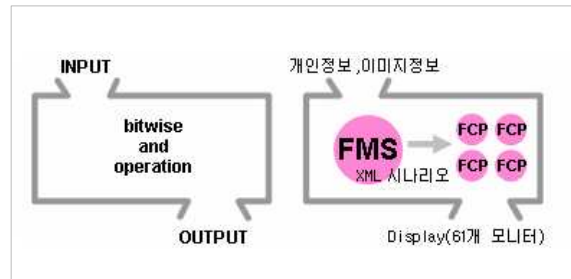 INPUT
bitwise
and
operation
OUTPUT
개인정보,이미지정보
FMS
XML 시나리오
FCP FCP
FCP FCP
Display(61개 모니터)